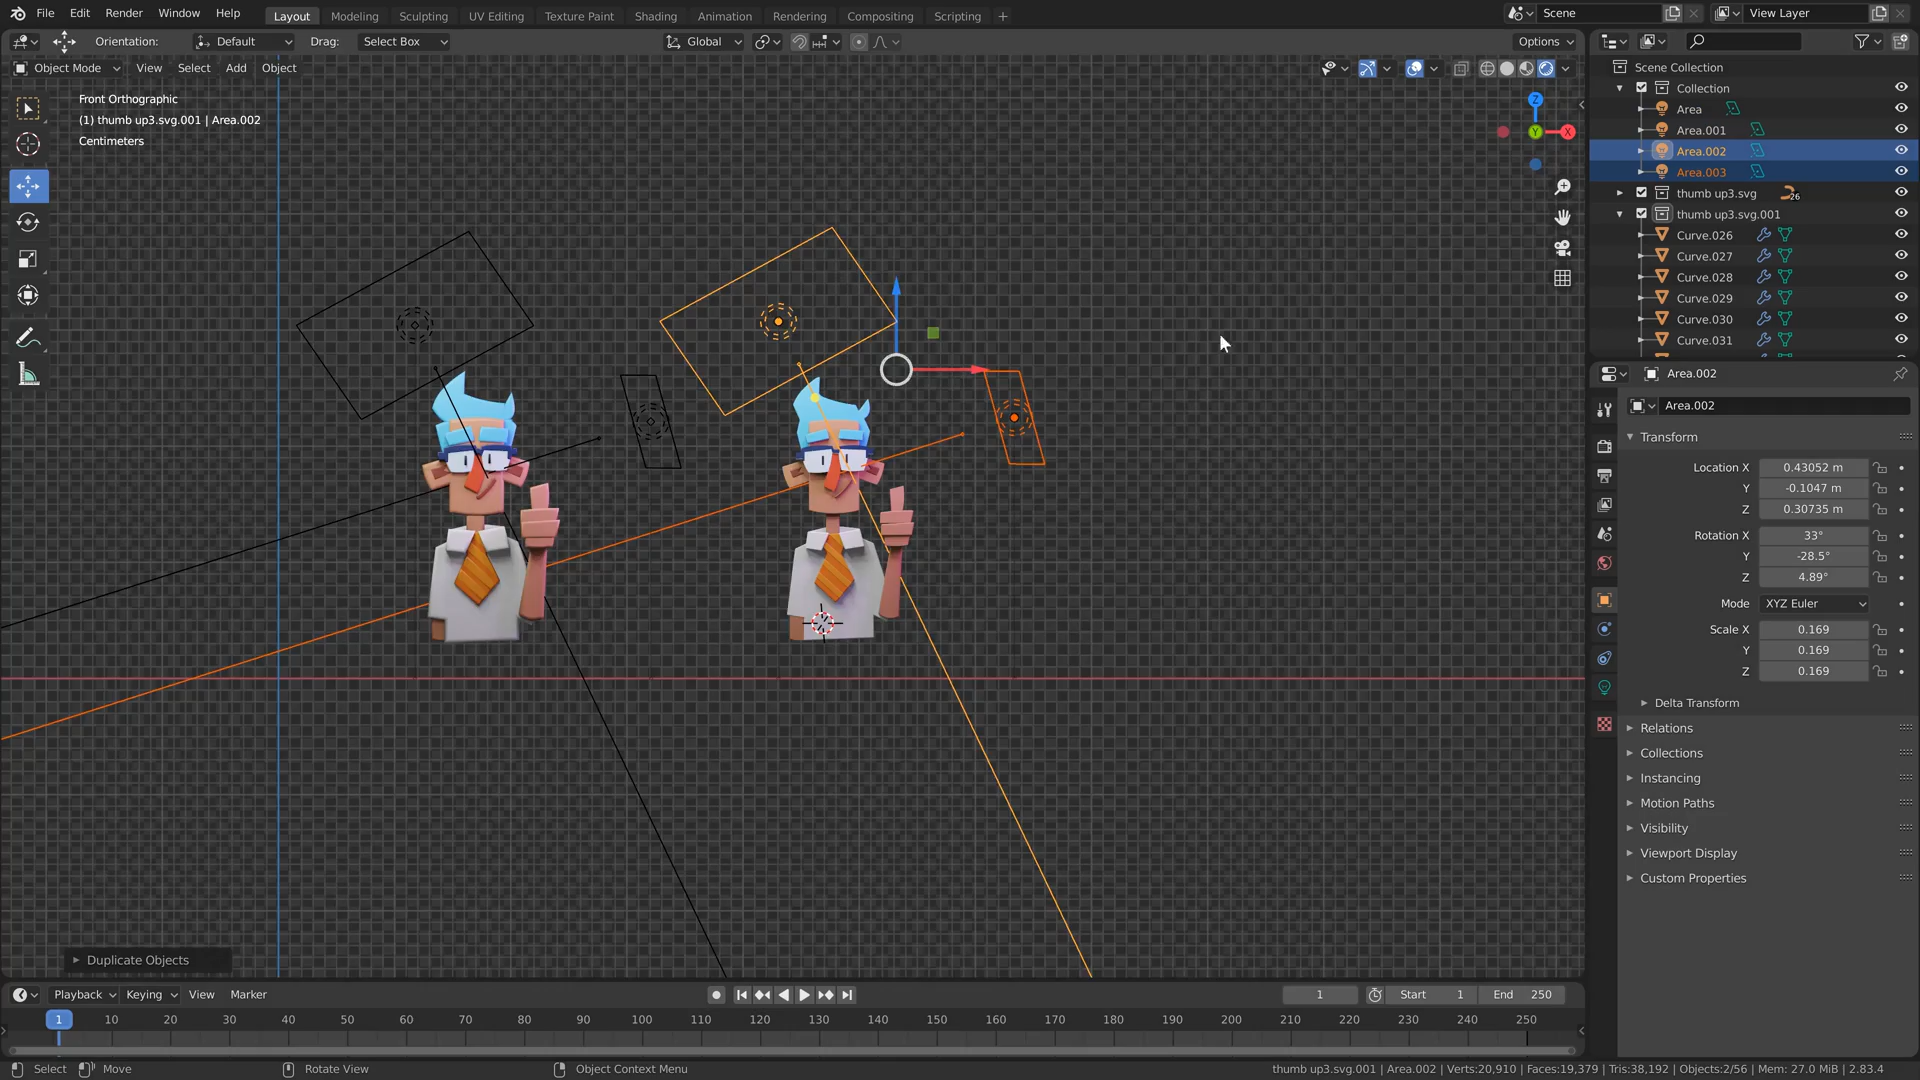 File Edit Render Window Help Layout Modeling Sculpting UV Editing Texture Paint Shading Animation Rendering Compositing Scripting + Scene View Layer
Orientation: Default Drag: Select Box Global Options
Object Mode View Select Add Object
Front Orthographic
(1) thumb up3.svg.001 | Area.002
Centimeters
Z
Y
X
Scene Collection
Collection
Area
Area.001
Area.002
Area.003
thumb up3.svg 26
thumb up3.svg.001
Curve.026
Curve.027
Curve.028
Curve.029
Curve.030
Curve.031
Area.002
Area.002
Transform
Location X 0.43052 m
Y -0.1047 m
Z 0.30735 m
Rotation X 33°
Y -28.5°
Z 4.89°
Mode XYZ Euler
Scale X 0.169
Y 0.169
Z 0.169
Delta Transform
Relations
Collections
Instancing
Motion Paths
Visibility
Viewport Display
Custom Properties
Duplicate Objects
Playback Keying View Marker 1 Start 1 End 250
1 10 20 30 40 50 60 70 80 90 100 110 120 130 140 150 160 170 180 190 200 210 220 230 240 250
Select Move Rotate View Object Context Menu thumb up3.svg.001 | Area.002 | Verts:20,910 | Faces:19,379 | Tris:38,192 | Objects:2/56 | Mem: 27.0 MiB | 2.83.4